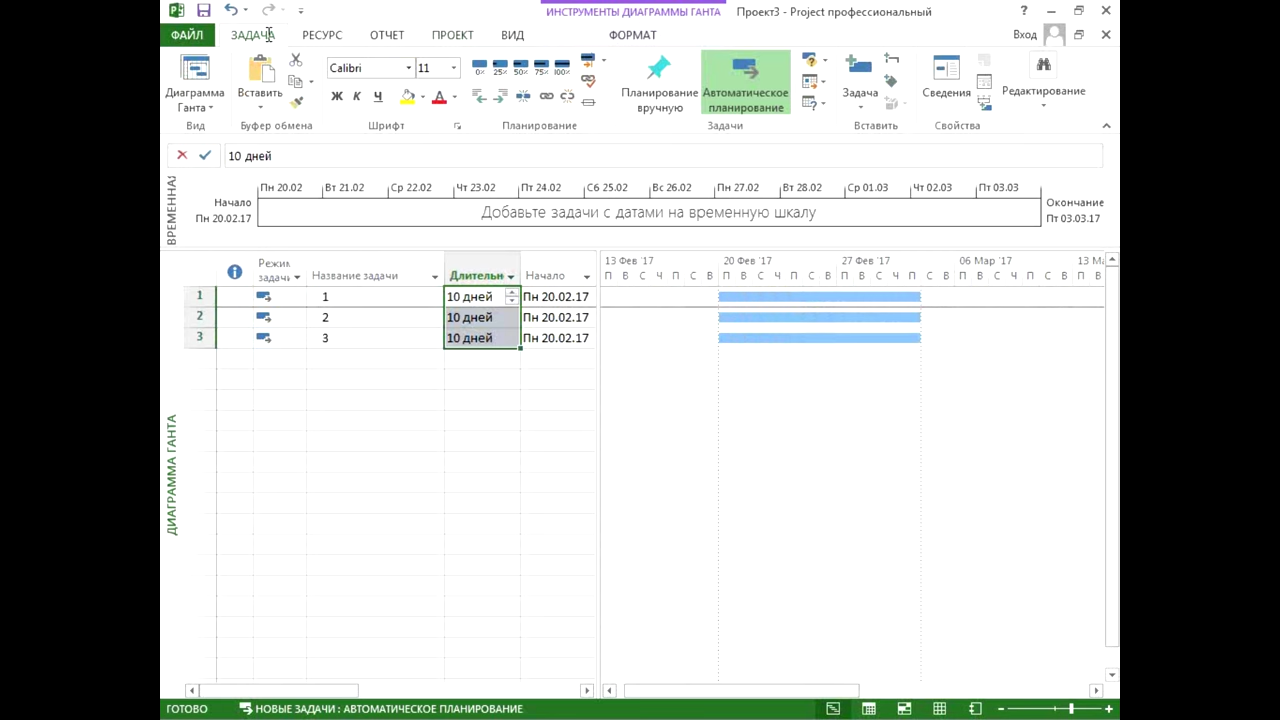 ИНСТРУМЕНТЫ ДИАГРАММЫ ГАНТА Проект3 - Project профессиональный ?
ФАЙЛ ЗАДАЧА РЕСУРС ОТЧЕТ ПРОЕКТ ВИД ФОРМАТ Вход
Calibri 11 0% 25% 50% 75% 100%
Диаграмма Ганта Вставить Ж К Ч А Планирование вручную Автоматическое планирование Задача Сведения Редактирование
Вид Буфер обмена Шрифт Планирование Задачи Вставить Свойства
10 дней
Пн 20.02 Вт 21.02 Ср 22.02 Чт 23.02 Пт 24.02 Сб 25.02 Вс 26.02 Пн 27.02 Вт 28.02 Ср 01.03 Чт 02.03 Пт 03.03
Начало Добавьте задачи с датами на временную шкалу Окончание
Пн 20.02.17 Пт 03.03.17
ВРЕМЕННАЯ
Режим задачи Название задачи Длительн Начало
13 Фев '17 20 Фев '17 27 Фев '17 06 Мар '17 13 Ма
П В С Ч П С В П В С Ч П С В П В С Ч П С В П В С Ч П С В П В
1 1 10 дней Пн 20.02.17
2 2 10 дней Пн 20.02.17
3 3 10 дней Пн 20.02.17
ДИАГРАММА ГАНТА
ГОТОВО НОВЫЕ ЗАДАЧИ : АВТОМАТИЧЕСКОЕ ПЛАНИРОВАНИЕ